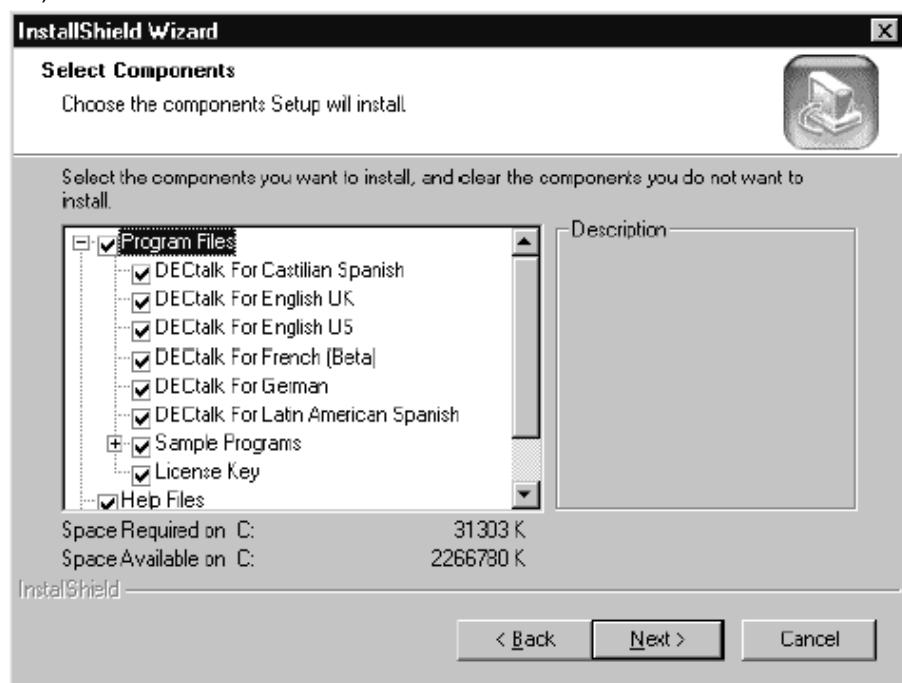 InstallShield Wizard
Select Components
Choose the components Setup will install.
Select the components you want to install, and clear the components you do not want to
install.
Program Files
DECtalk For Castilian Spanish
DECtalk For English UK
DECtalk For English US
DECtalk For French (Beta)
DECtalk For German
DECtalk For Latin American Spanish
Sample Programs
License Key
Help Files
Description
Space Required on C: 31303 K
Space Available on C: 2266780 K
InstallShield
< Back Next > Cancel